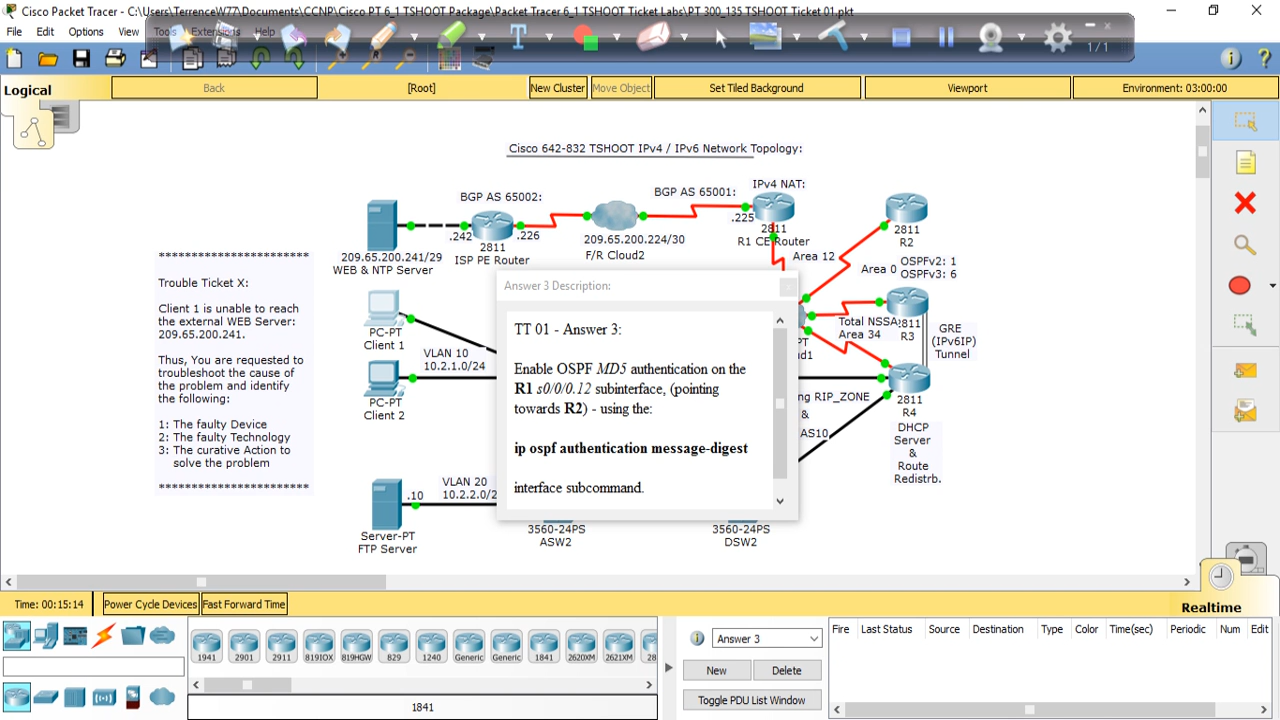 Cisco Packet Tracer - C:\Users\TerrenceW77\Documents\CCNP\Cisco PT 6_1 TSHOOT Package\Packet Tracer 6_1 TSHOOT Ticket Labs\PT 300_135 TSHOOT Ticket 01.pkt
File Edit Options View Tools Extensions Help
1/1
Logical
Back
[Root]
New Cluster
Move Object
Set Tiled Background
Viewport
Environment: 03:00:00
Cisco 642-832 TSHOOT IPv4 / IPv6 Network Topology:
BGP AS 65002:
BGP AS 65001:
IPv4 NAT:
.242
.226
.225
2811
ISP PE Router
209.65.200.241/29
WEB & NTP Server
209.65.200.224/30
F/R Cloud2
2811
R1 CE Router
2811
R2
Area 12
Area 0
OSPFv2: 1
OSPFv3: 6
***********************
Trouble Ticket X:
Client 1 is unable to reach
the external WEB Server:
209.65.200.241.
Thus, You are requested to
troubleshoot the cause of
the problem and identify
the following:
1: The faulty Device
2: The faulty Technology
3: The curative Action to
solve the problem
***********************
PC-PT
Client 1
VLAN 10
10.2.1.0/24
PC-PT
Client 2
VLAN 20
10.2.2.0/2
.10
Server-PT
FTP Server
Answer 3 Description:
TT 01 - Answer 3:
Enable OSPF MD5 authentication on the
R1 s0/0/0.12 subinterface, (pointing
towards R2) - using the:
ip ospf authentication message-digest
interface subcommand.
Total NSSA
Area 34
2811
R3
GRE
(IPv6IP)
Tunnel
2811
R4
DHCP
Server
&
Route
Redistrb.
ng RIP_ZONE
&
AS10
3560-24PS
ASW2
3560-24PS
DSW2
Time: 00:15:14
Power Cycle Devices
Fast Forward Time
Realtime
1941
2901
2911
819IOX
819HGW
829
1240
Generic
Generic
1841
2620XM
2621XM
28
1841
Answer 3
New
Delete
Toggle PDU List Window
Fire Last Status Source Destination Type Color Time(sec) Periodic Num Edit